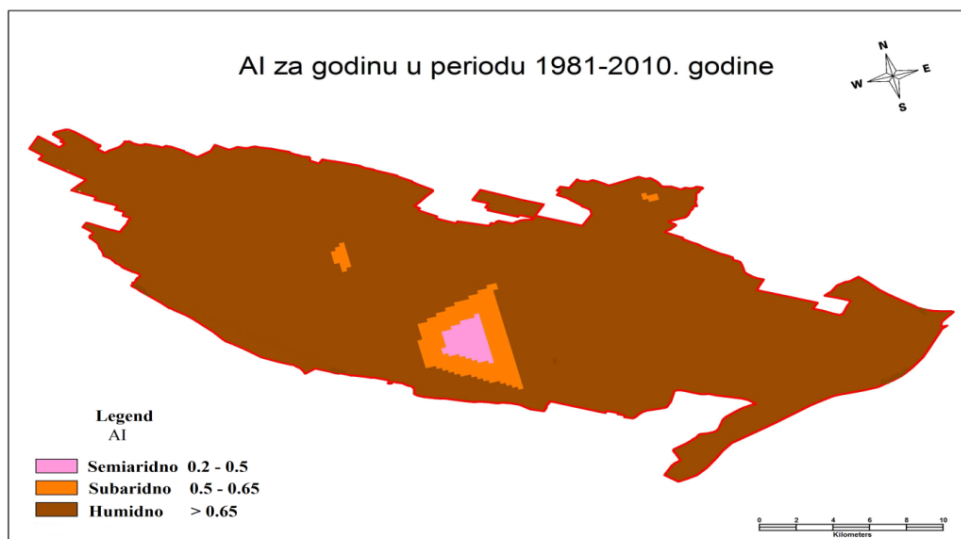 AI za godinu u periodu 1981-2010. godine
N
W E
S
Legend
AI
Semiaridno 0.2 - 0.5
Subaridno 0.5 - 0.65
Humidno > 0.65
0 2 4 6 8 10
Kilometers